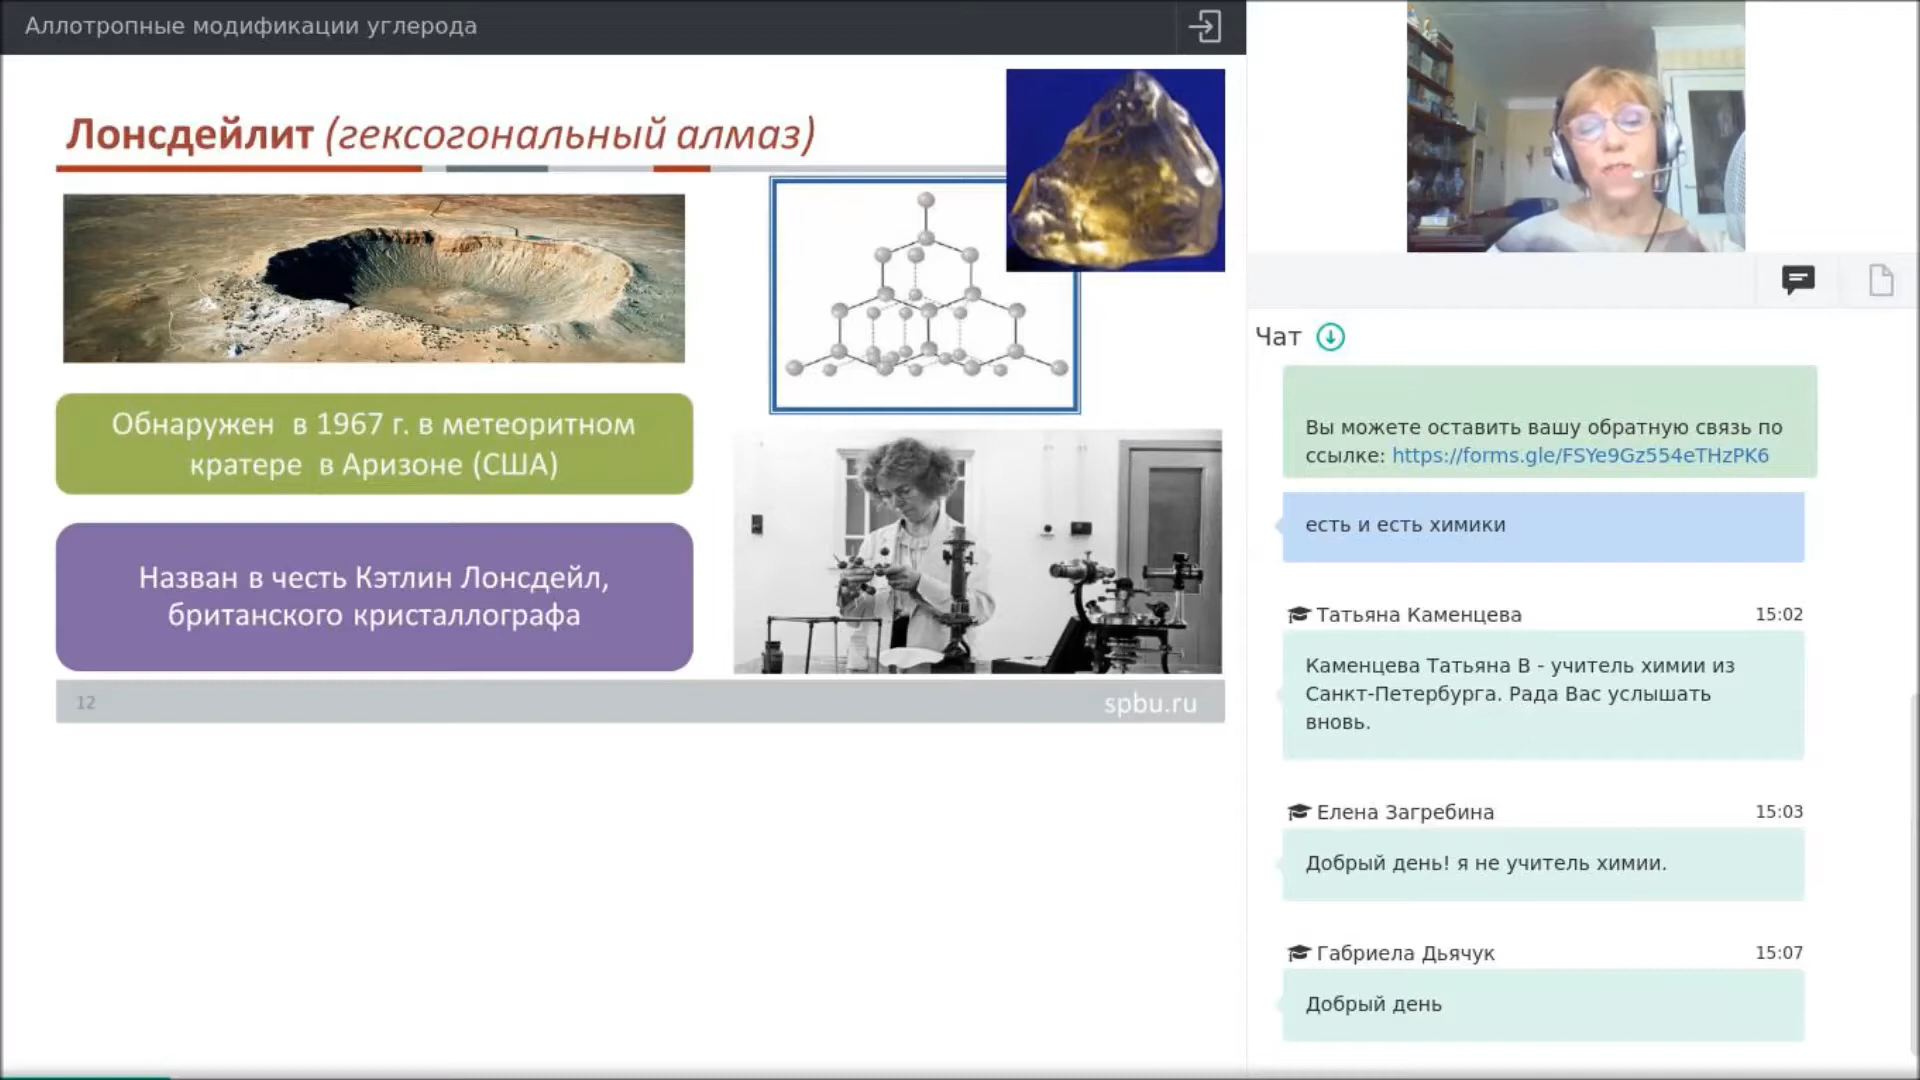 Аллотропные модификации углерода
Лонсдейлит (гексогональный алмаз)
Обнаружен в 1967 г. в метеоритном
кратере в Аризоне (США)
Назван в честь Кэтлин Лонсдейл,
британского кристаллографа
12
spbu.ru
Чат
Вы можете оставить вашу обратную связь по
ссылке: https://forms.gle/FSYe9Gz554eTHzPK6
есть и есть химики
Татьяна Каменцева 15:02
Каменцева Татьяна В - учитель химии из
Санкт-Петербурга. Рада Вас услышать
вновь.
Елена Загребина 15:03
Добрый день! я не учитель химии.
Габриела Дьячук 15:07
Добрый день